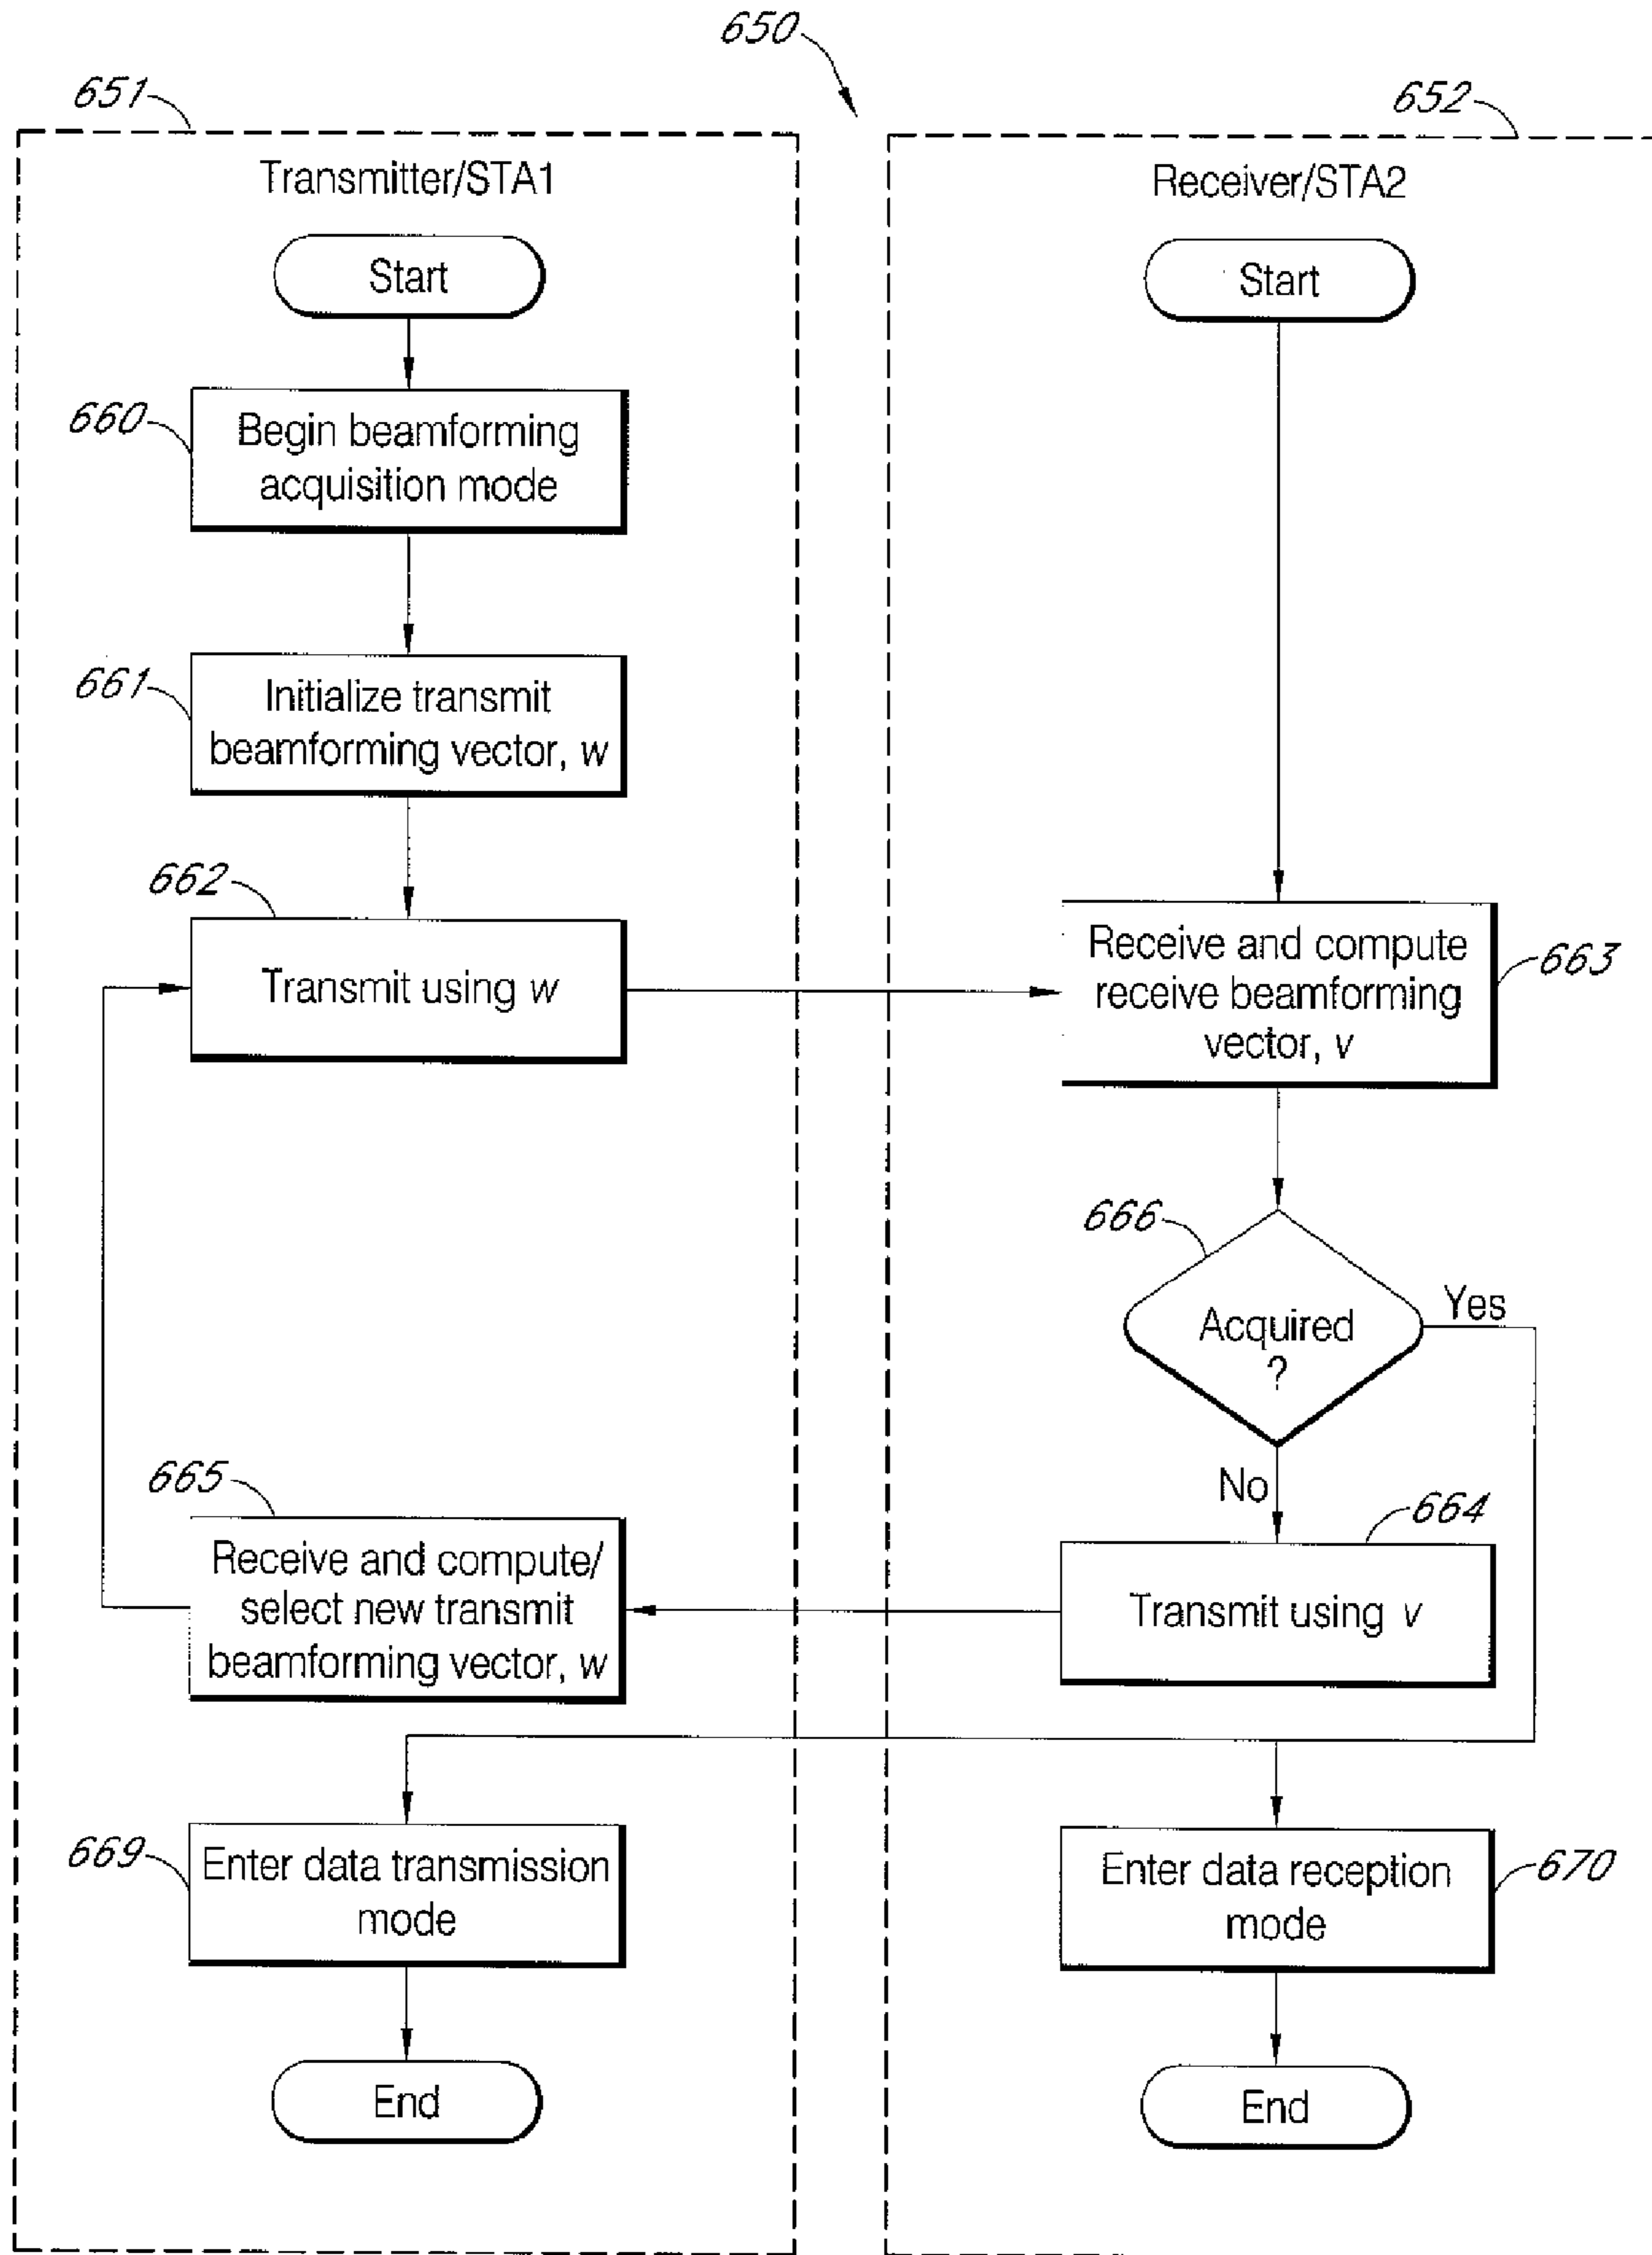 650
651
652
Transmitter/STA1
Receiver/STA2
Start
Start
660
Begin beamforming
acquisition mode
661
Initialize transmit
beamforming vector, w
662
Transmit using w
Receive and compute
receive beamforming
vector, v
663
666
Acquired
?
Yes
No
665
Receive and compute/
select new transmit
beamforming vector, w
664
Transmit using v
669
Enter data transmission
mode
Enter data reception
mode
670
End
End